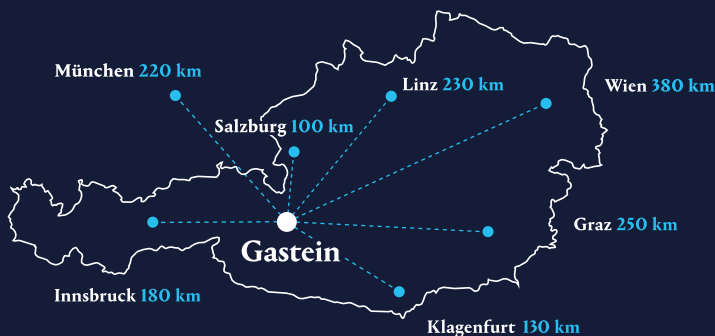 München 220 km
Linz 230 km
Wien 380 km
Salzburg 100 km
Graz 250 km
Gastein
Innsbruck 180 km
Klagenfurt 130 km